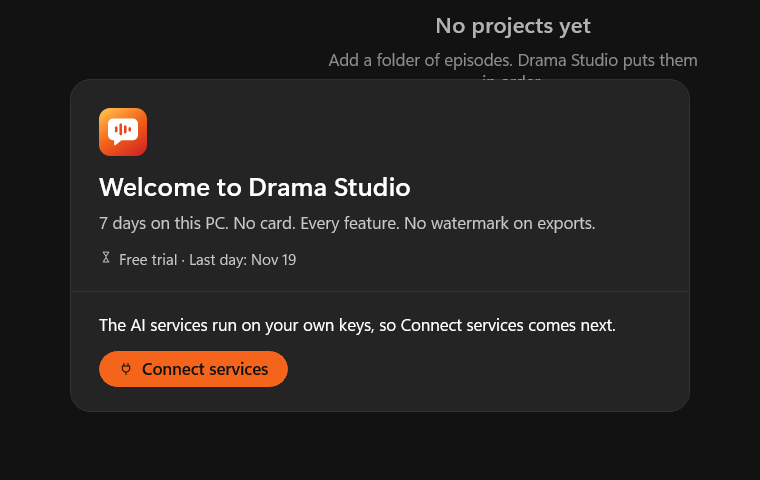 No projects yet
Add a folder of episodes. Drama Studio puts them
in order.
Welcome to Drama Studio
7 days on this PC. No card. Every feature. No watermark on exports.
Free trial · Last day: Nov 19
The AI services run on your own keys, so Connect services comes next.
Connect services